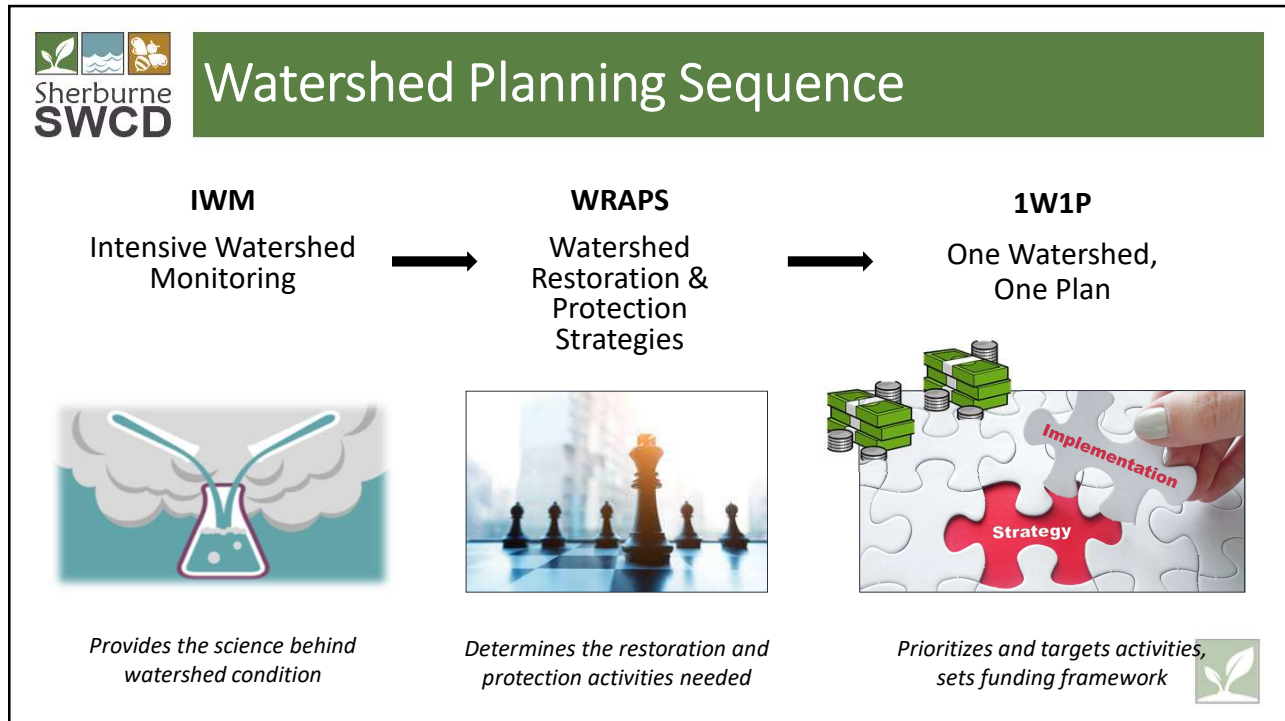 Sherburne
SWCD
Watershed Planning Sequence
IWM
Intensive Watershed
Monitoring
WRAPS
Watershed
Restoration &
Protection
Strategies
1W1P
One Watershed,
One Plan
Implementation
Strategy
Provides the science behind
watershed condition
Determines the restoration and
protection activities needed
Prioritizes and targets activities,
sets funding framework